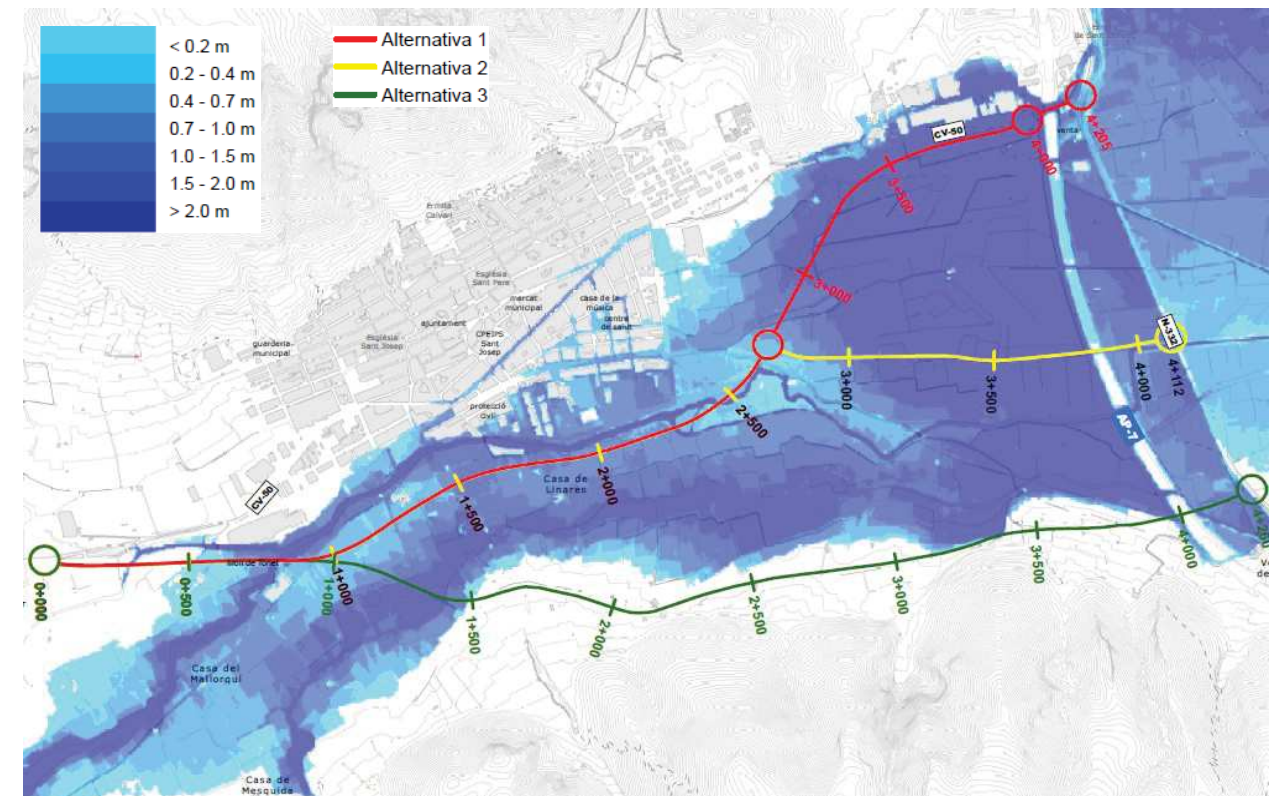 < 0.2 m
0.2 - 0.4 m
0.4 - 0.7 m
0.7 - 1.0 m
1.0 - 1.5 m
1.5 - 2.0 m
> 2.0 m
Alternativa 1
Alternativa 2
Alternativa 3
CV-50
venta
4+205
4+000
3+500
3+000
Ermita
Calvari
Església
Sant Pere
mercat
municipal
casa de la
música
centre
de salut
ajuntament
CPEIPS
Sant
Josep
guarderia
municipal
Església
Sant Josep
protecció
civil
N-332
4+112
4+000
3+500
3+000
2+500
AP-7
Casa de
Linares
2+000
1+500
CV-50
0+000
0+500
1+000
1+000
1+500
2+000
2+500
3+000
3+500
4+000
Casa del
Mallorquí
Casa de
Mesquida